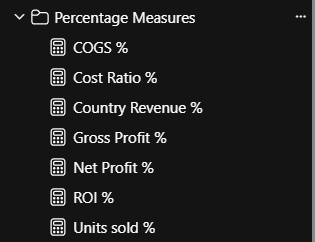 Percentage Measures
COGS %
Cost Ratio %
Country Revenue %
Gross Profit %
Net Profit %
ROI %
Units sold %